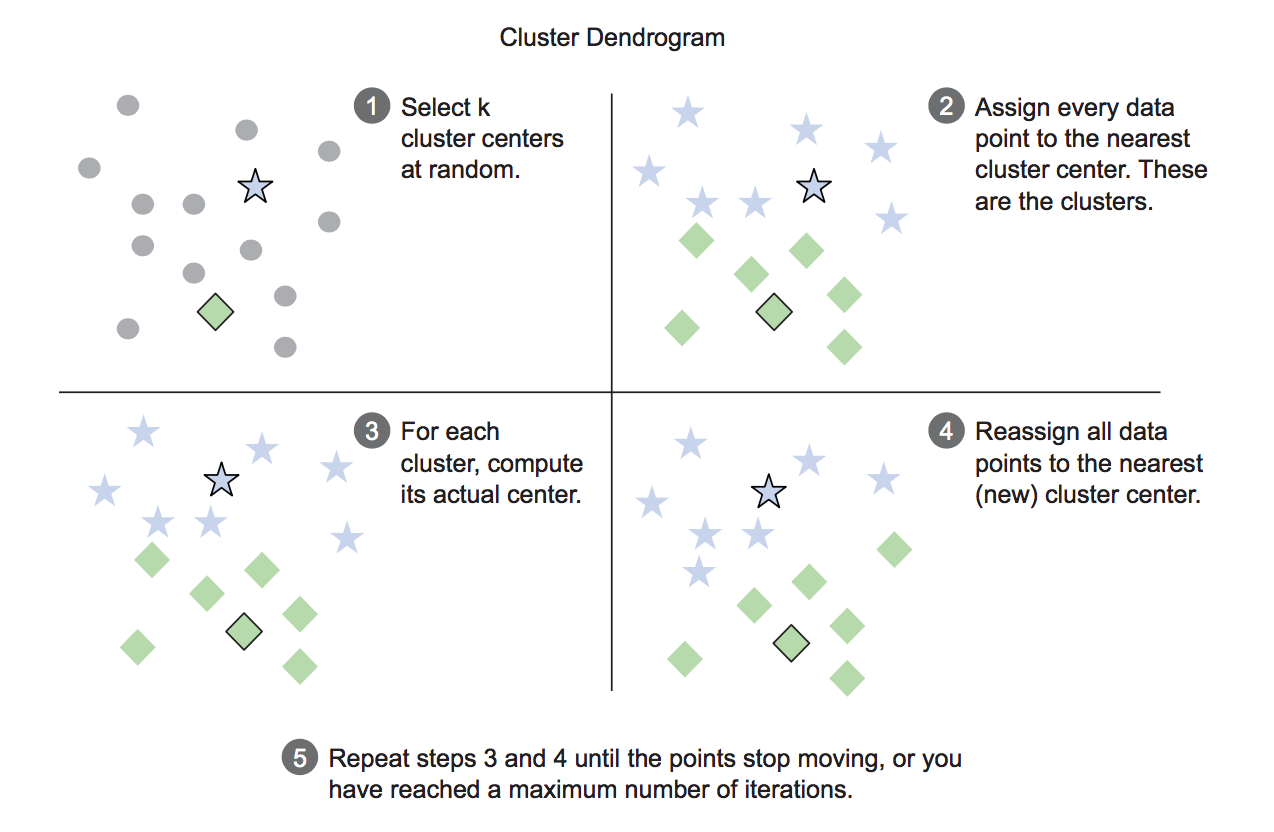 Cluster Dendrogram
1 Select k
cluster centers
at random.
2 Assign every data
point to the nearest
cluster center. These
are the clusters.
3 For each
cluster, compute
its actual center.
4 Reassign all data
points to the nearest
(new) cluster center.
5 Repeat steps 3 and 4 until the points stop moving, or you
have reached a maximum number of iterations.